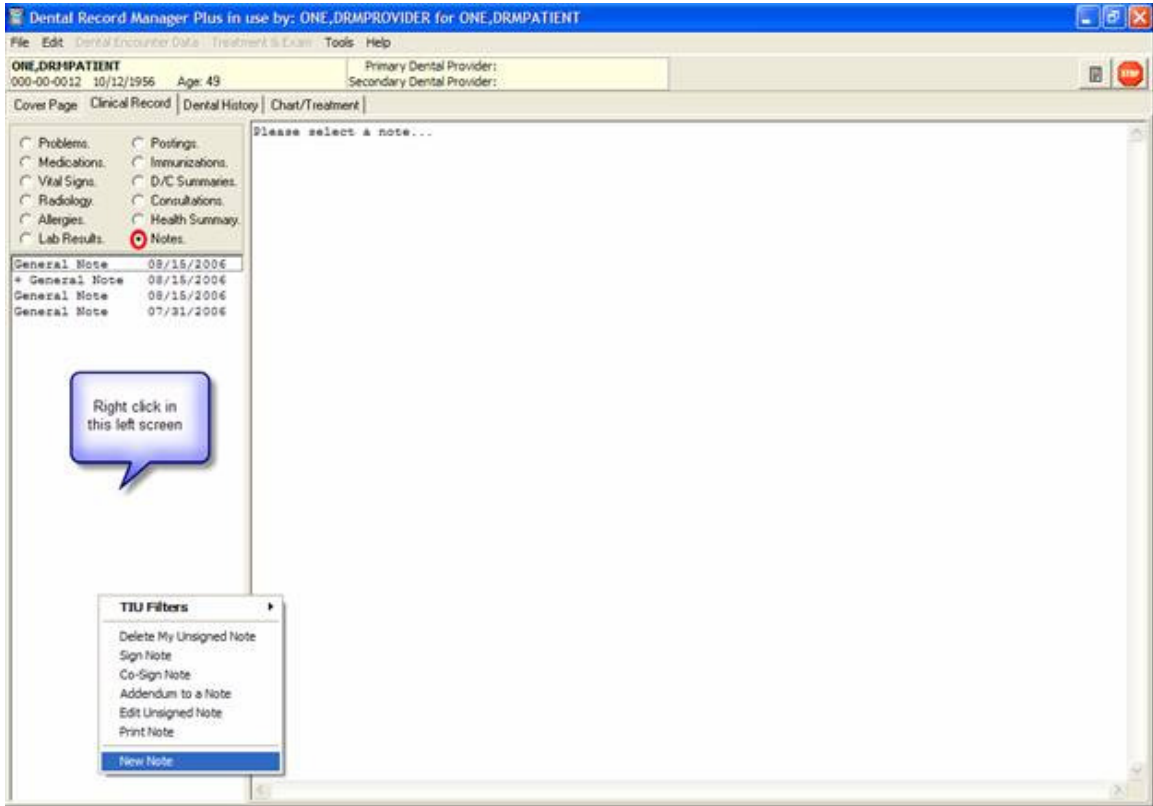 Dental Record Manager Plus in use by: ONE,DRMPROVIDER for ONE,DRMPATIENT
File Edit Dental Encounter Data Treatment & Exam Tools Help
ONE,DRMPATIENT Primary Dental Provider:
000-00-0012 10/12/1956 Age: 49 Secondary Dental Provider:
STOP
Cover Page Clinical Record Dental History Chart/Treatment
Please select a note...
Problems. Postings.
Medications. Immunizations.
Vital Signs. D/C Summaries.
Radiology. Consultations.
Allergies. Health Summary.
Lab Results. Notes.
General Note 08/15/2006
+ General Note 08/15/2006
General Note 08/15/2006
General Note 07/31/2006
Right click in
this left screen
TIU Filters
Delete My Unsigned Note
Sign Note
Co-Sign Note
Addendum to a Note
Edit Unsigned Note
Print Note
New Note